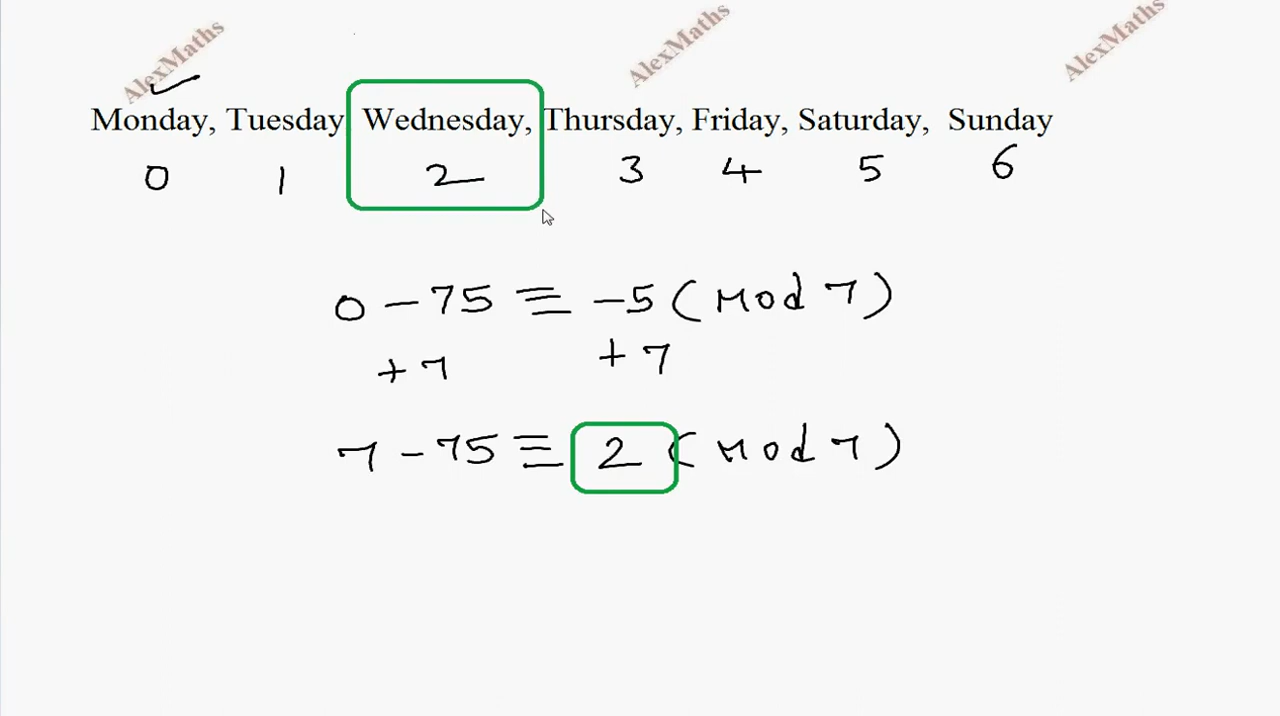 AlexMaths AlexMaths AlexMaths
Monday, Tuesday Wednesday, Thursday, Friday, Saturday, Sunday
0 1 2 3 4 5 6
0 - 75 ≡ -5 (Mod 7)
+7 +7
7 - 75 ≡ 2 (Mod 7)